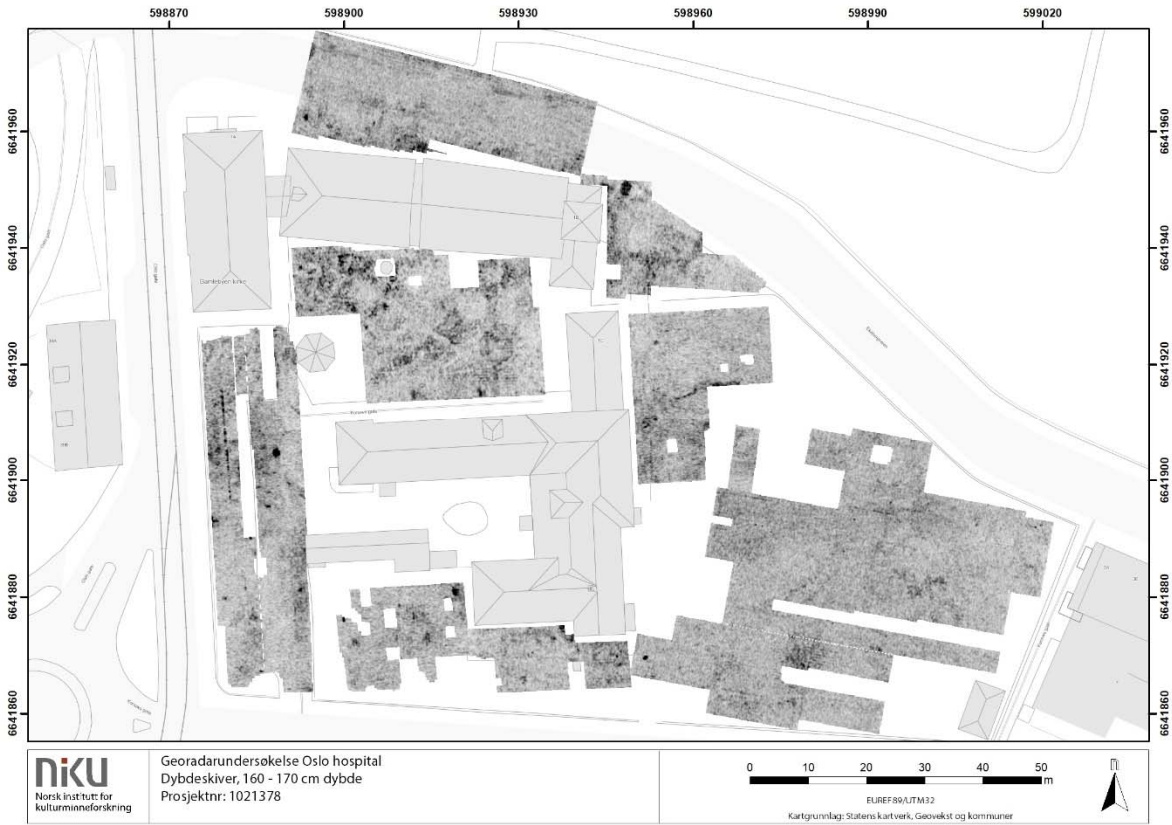 598870 598900 598930 598960 598990 599020
6641960 6641960
6641940 6641940
6641920 6641920
6641900 6641900
6641880 6641880
6641860 6641860
Gamlebyen kirke
niku
Norsk institutt for
kulturminneforskning
Georadarundersøkelse Oslo hospital
Dybdeskiver, 160 - 170 cm dybde
Prosjektnr: 1021378
0 10 20 30 40 50
m
EUREF89/UTM32
Kartgrunnlag: Statens kartverk, Geovekst og kommuner